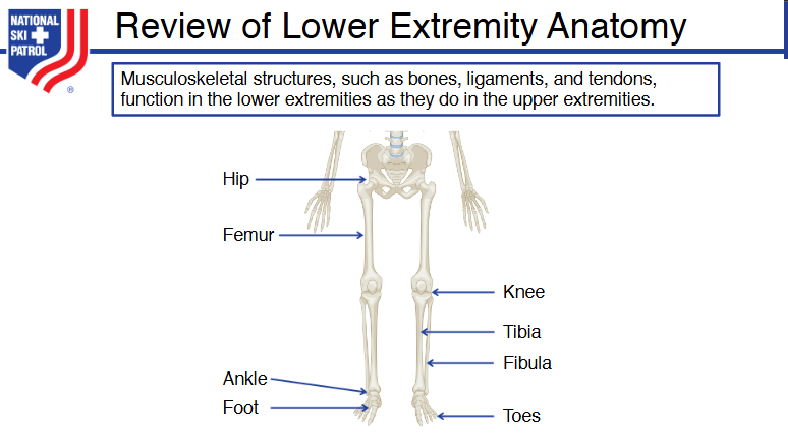 NATIONAL
SKI
PATROL
®
Review of Lower Extremity Anatomy
Musculoskeletal structures, such as bones, ligaments, and tendons,
function in the lower extremities as they do in the upper extremities.
Hip
Femur
Knee
Tibia
Fibula
Ankle
Foot
Toes